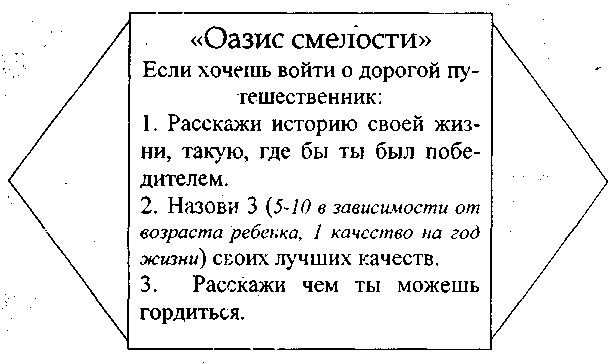 «Оазис смелости»
Если хочешь войти о дорогой пу-
тешественник:
1. Расскажи историю своей жиз-
ни, такую, где бы ты был побе-
дителем.
2. Назови 3 (5-10 в зависимости от
возраста ребенка, 1 качество на год
жизни) своих лучших качеств.
3. Расскажи чем ты можешь
гордиться.